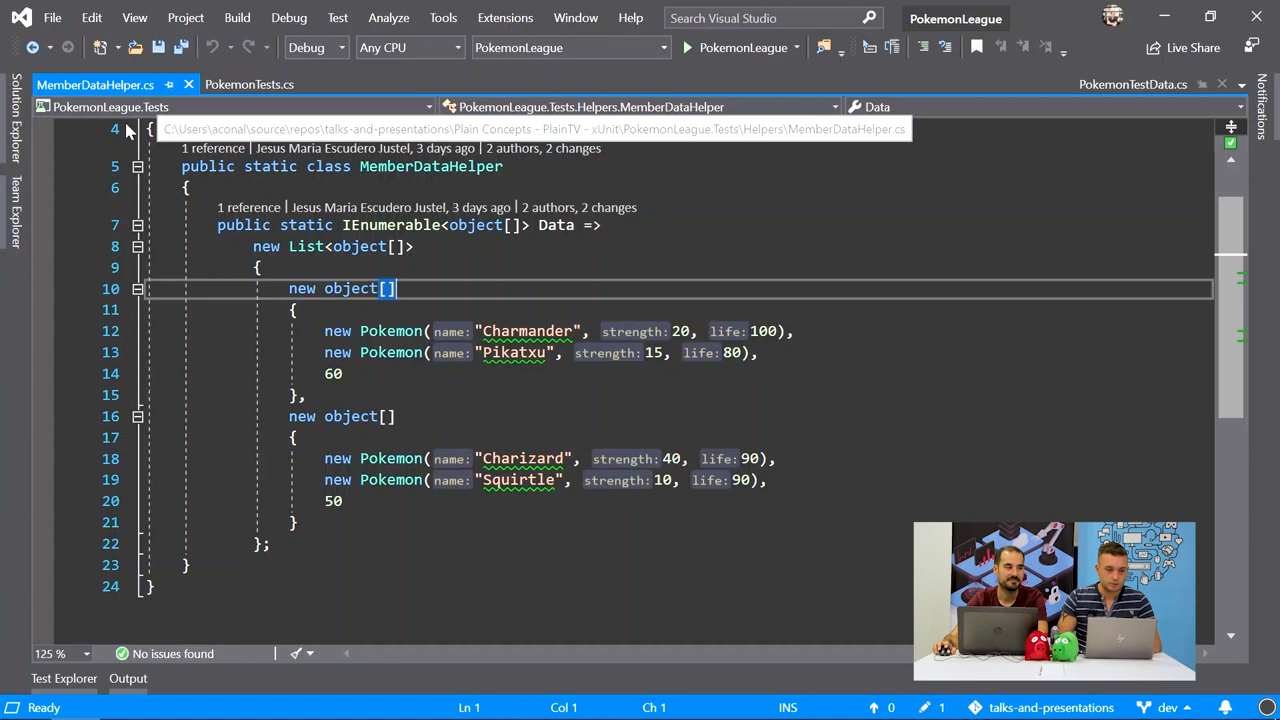 File Edit View Project Build Debug Test Analyze Tools Extensions Window Help Search Visual Studio PokemonLeague
Debug Any CPU PokemonLeague PokemonLeague Live Share
MemberDataHelper.cs PokemonTests.cs PokemonTestData.cs
PokemonLeague.Tests PokemonLeague.Tests.Helpers.MemberDataHelper Data
Solution Explorer
Team Explorer
Notifications
C:\Users\aconal\source\repos\talks-and-presentations\Plain Concepts - PlainTV - xUnit\PokemonLeague.Tests\Helpers\MemberDataHelper.cs
4 {
1 reference | Jesus Maria Escudero Justel, 3 days ago | 2 authors, 2 changes
5 public static class MemberDataHelper
6 {
1 reference | Jesus Maria Escudero Justel, 3 days ago | 2 authors, 2 changes
7 public static IEnumerable<object[]> Data =>
8 new List<object[]>
9 {
10 new object[]
11 {
12 new Pokemon(name:"Charmander", strength:20, life:100),
13 new Pokemon(name:"Pikatxu", strength:15, life:80),
14 60
15 },
16 new object[]
17 {
18 new Pokemon(name:"Charizard", strength:40, life:90),
19 new Pokemon(name:"Squirtle", strength:10, life:90),
20 50
21 }
22 };
23 }
24 }
125 % No issues found
Test Explorer Output
Ready Ln 1 Col 1 Ch 1 INS 0 1 talks-and-presentations dev